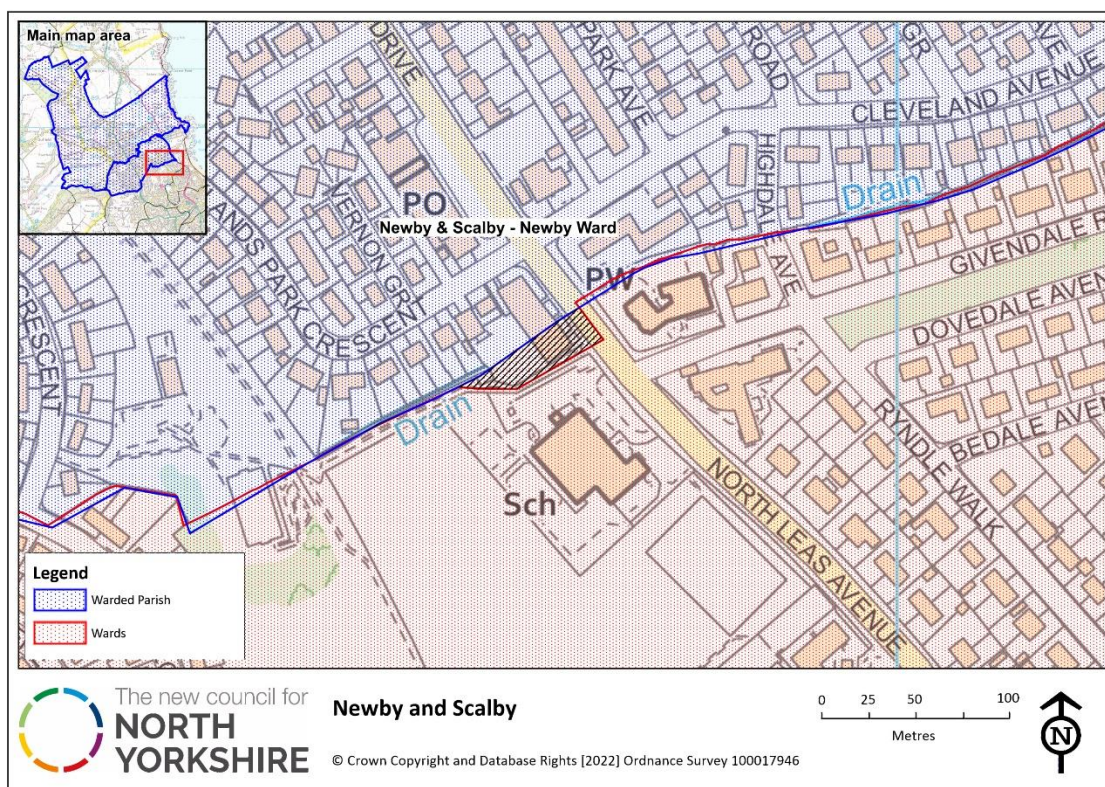 Main map area
DRIVE
PARK AVE
ROAD
GR
AVE
CLEVELAND AVENUE
HIGHDALE AVE
Drain
PO
VERNON GR
Newby & Scalby - Newby Ward
LANDS PARK CRESCENT
PW
GIVENDALE R
DOVEDALE AVEN
CRESCENT
Drain
BEDALE AVEN
RYNDLE WALK
Sch
NORTH LEAS AVENUE
Legend
Warded Parish
Wards
The new council for
NORTH
YORKSHIRE
Newby and Scalby
© Crown Copyright and Database Rights [2022] Ordnance Survey 100017946
0 25 50 100
Metres
N